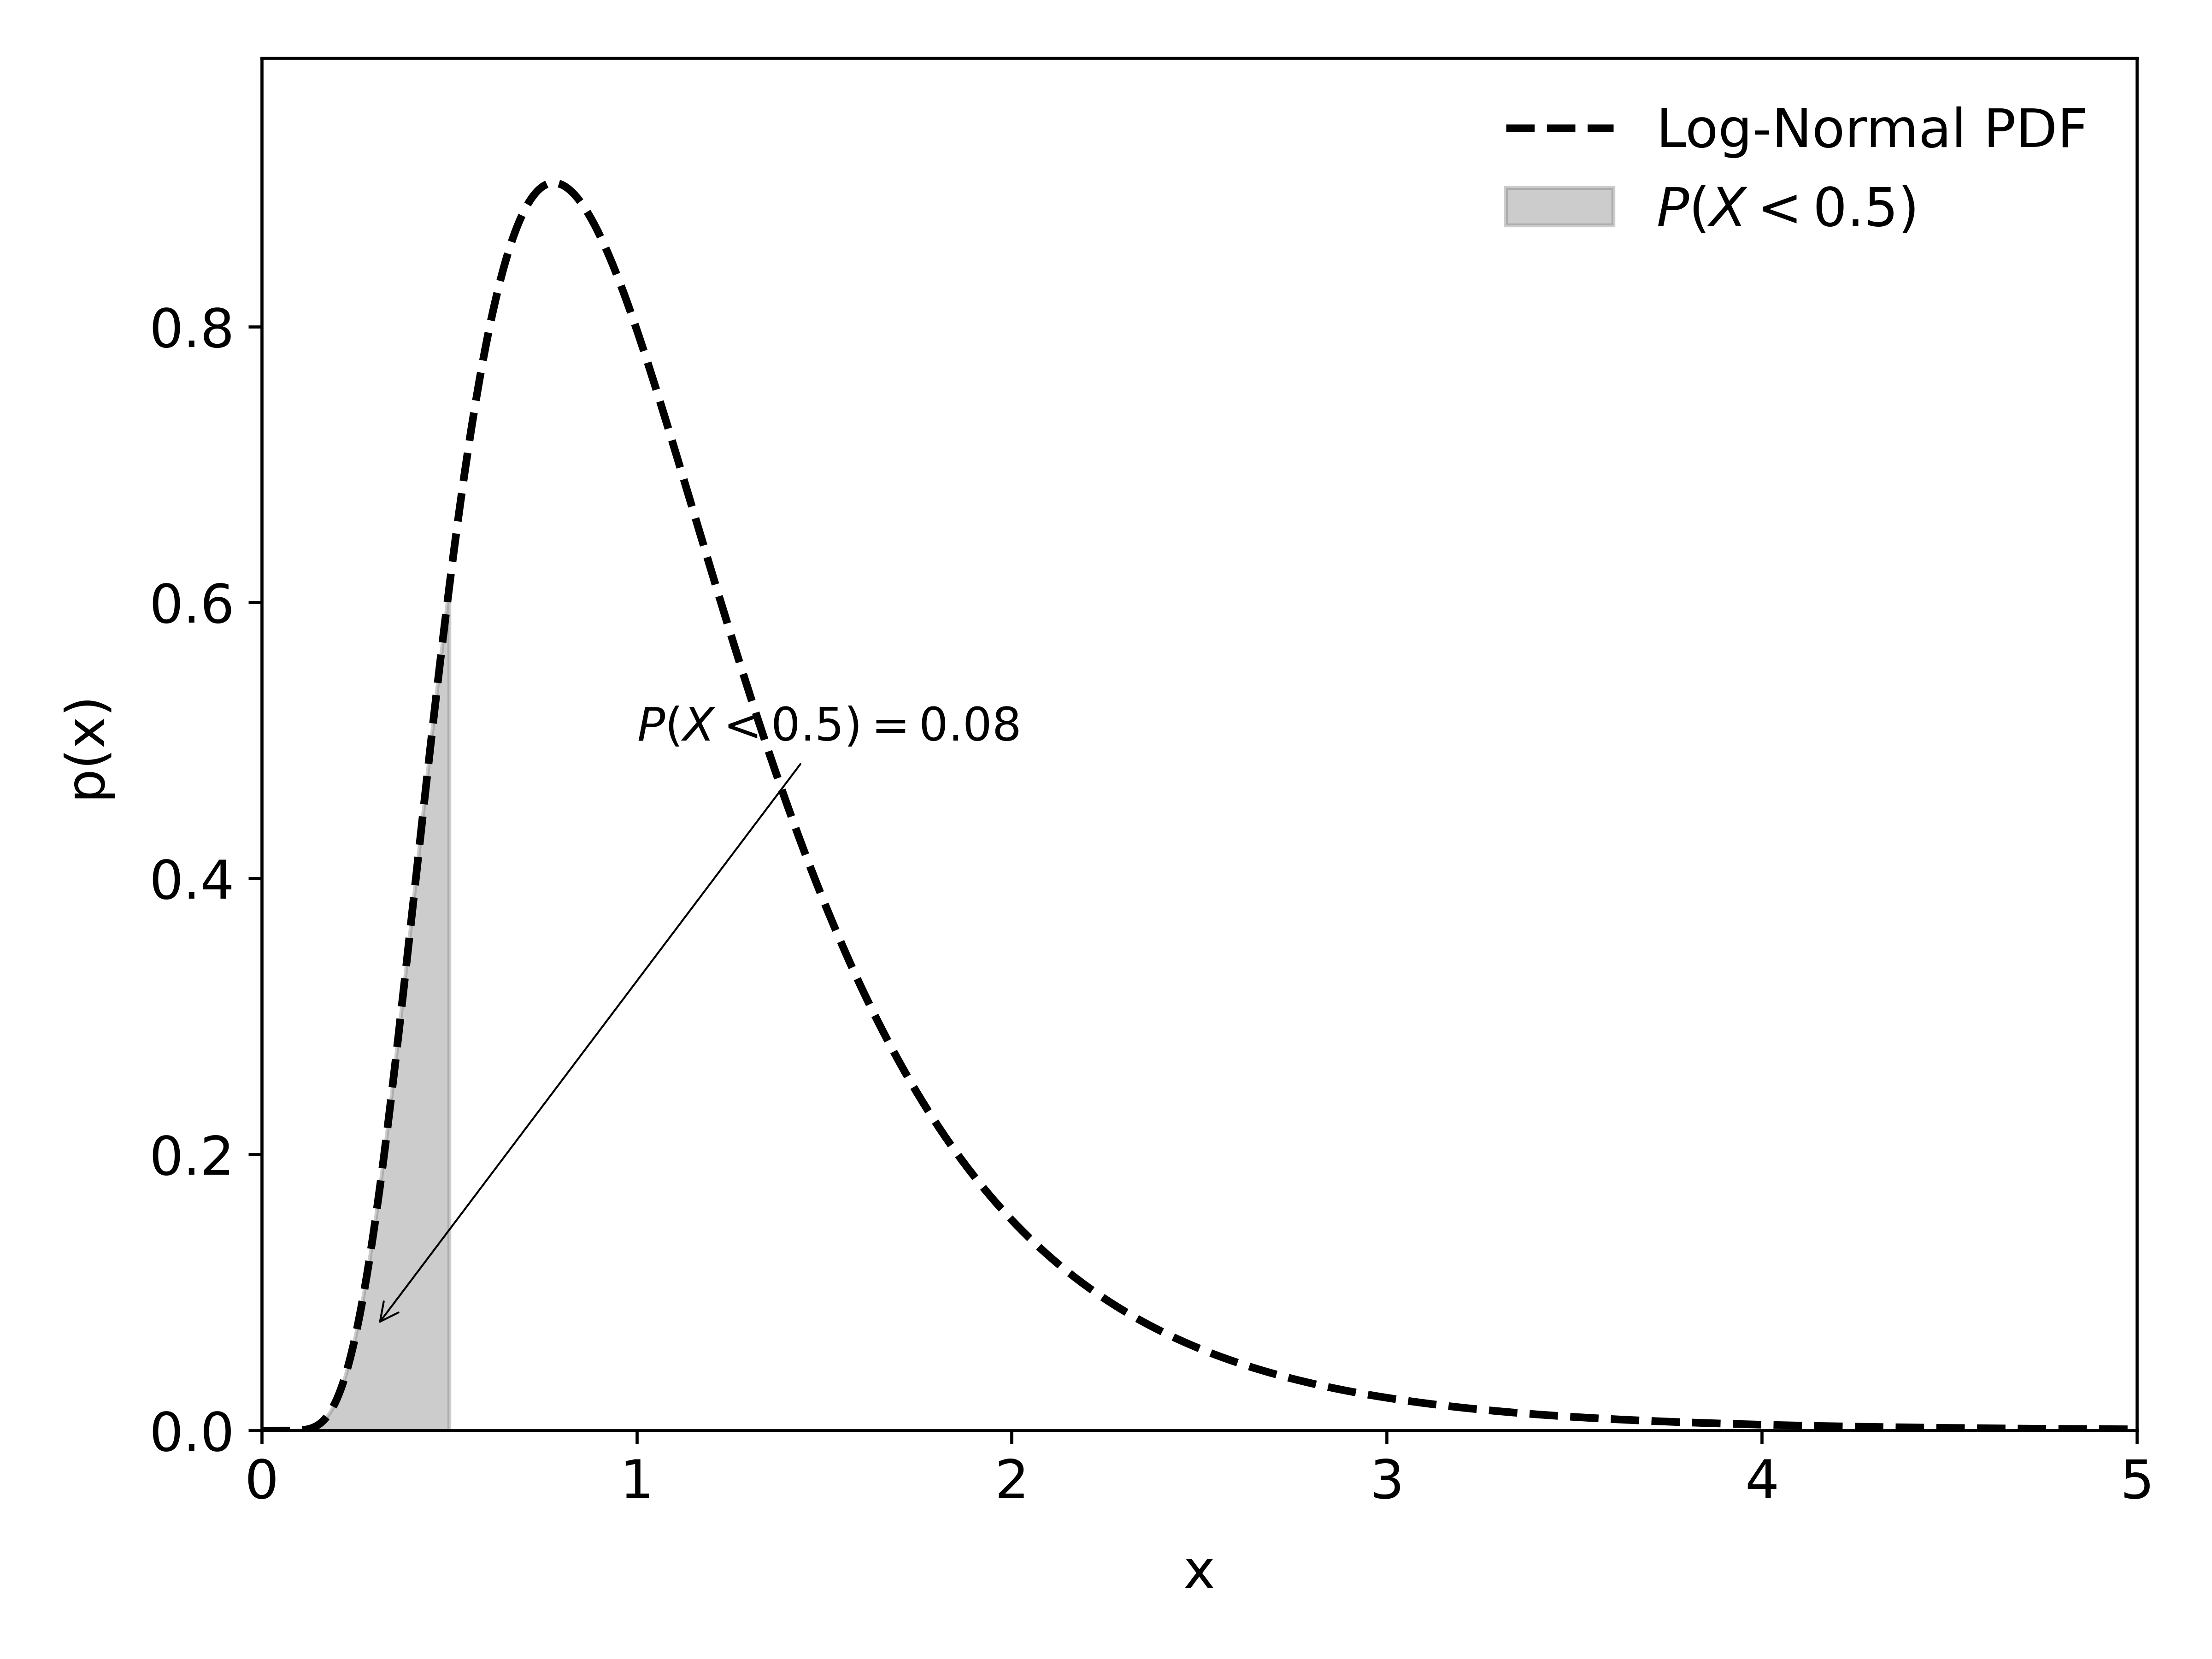 Log-Normal PDF
P(X < 0.5)
0.8
0.6
P(X < 0.5) = 0.08
p(x)
0.4
0.2
0.0
0 1 2 3 4 5
x